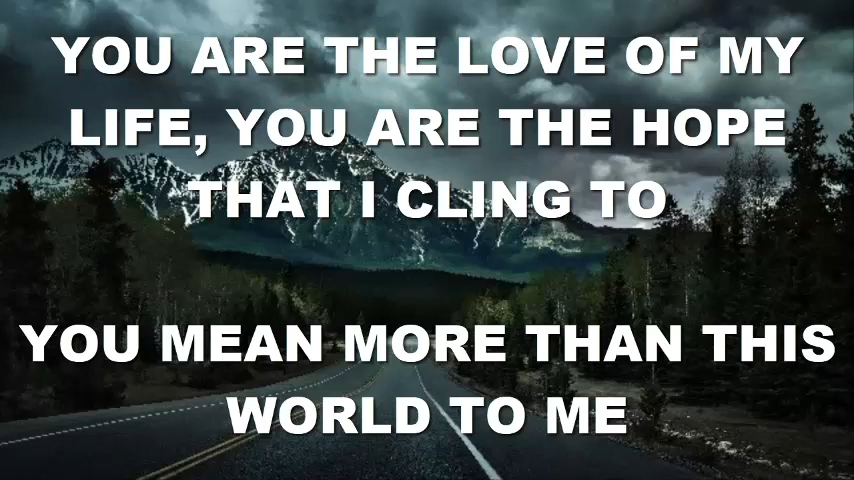 YOU ARE THE LOVE OF MY
LIFE, YOU ARE THE HOPE
THAT I CLING TO
YOU MEAN MORE THAN THIS
WORLD TO ME